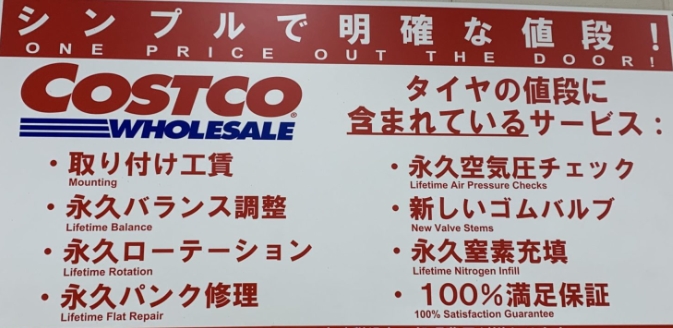 シンプルで明確な値段!
ONE PRICE OUT THE DOOR!
COSTCO®
WHOLESALE
タイヤの値段に
含まれているサービス:
・取り付け工賃
Mounting
・永久バランス調整
Lifetime Balance
・永久ローテーション
Lifetime Rotation
・永久パンク修理
Lifetime Flat Repair
・永久空気圧チェック
Lifetime Air Pressure Checks
・新しいゴムバルブ
New Valve Stems
・永久窒素充填
Lifetime Nitrogen Infill
・100%満足保証
100% Satisfaction Guarantee